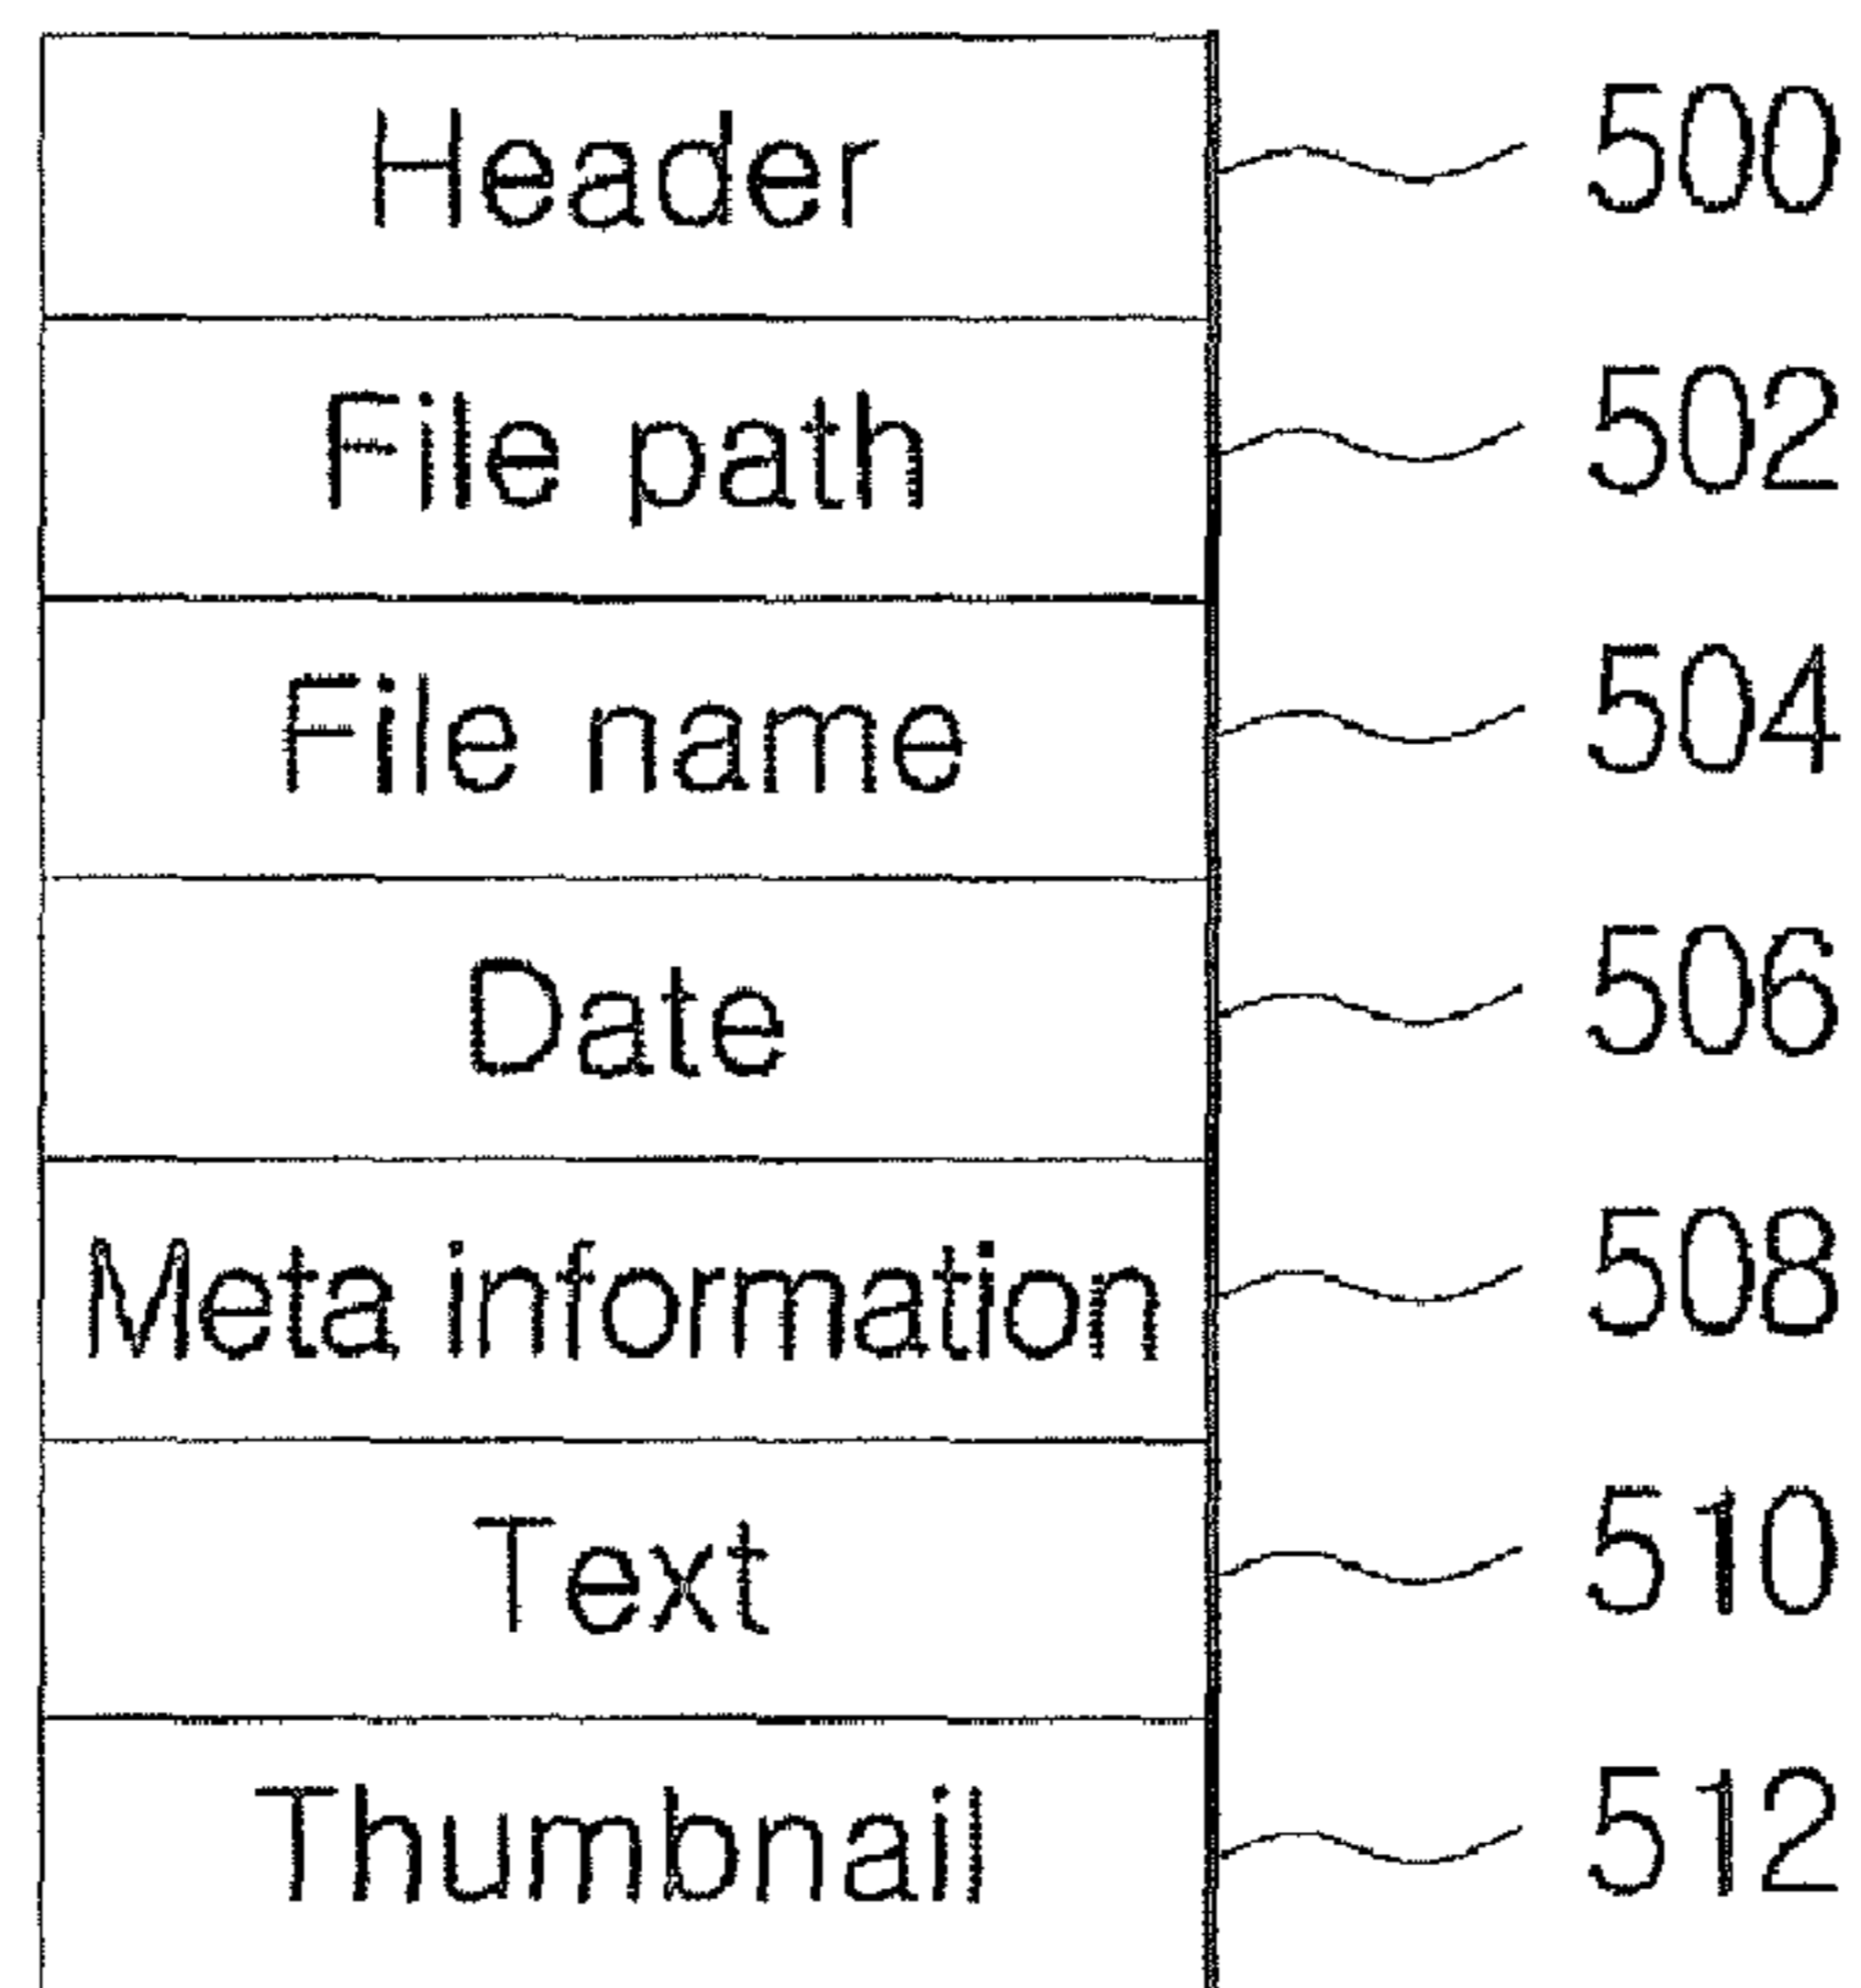 Header 500
File path 502
File name 504
Date 506
Meta information 508
Text 510
Thumbnail 512